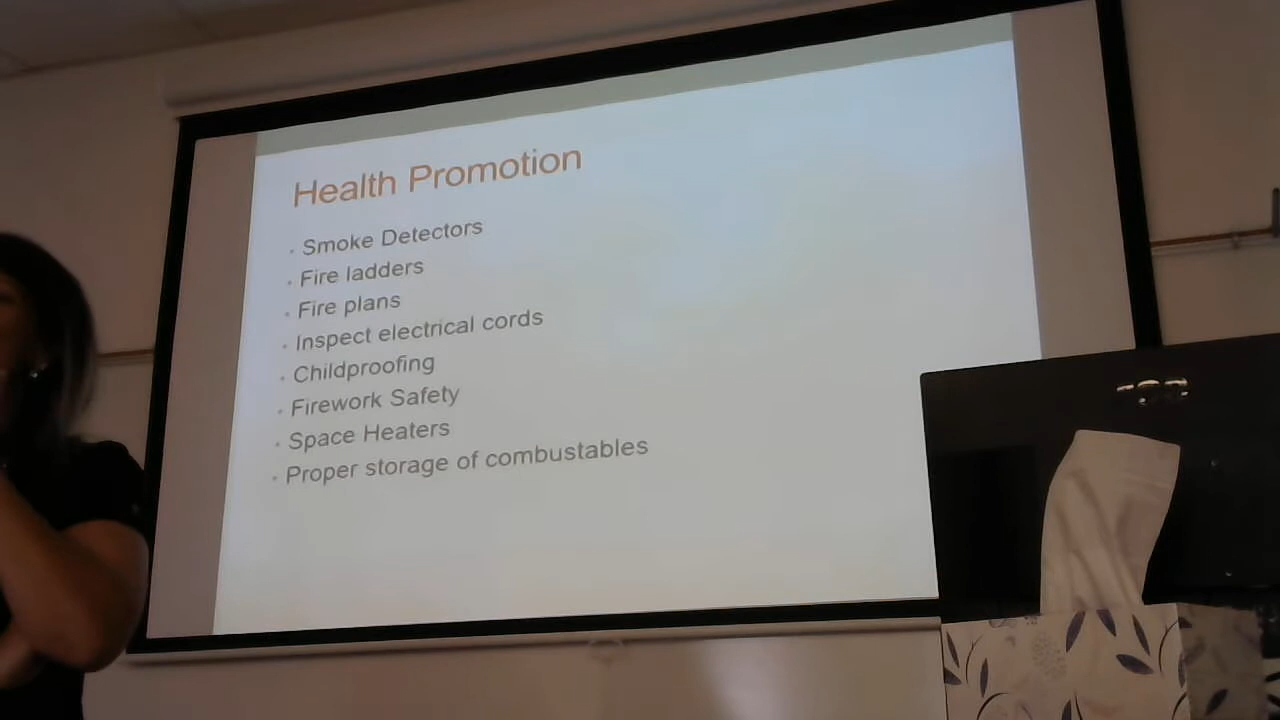 Health Promotion
Smoke Detectors
Fire ladders
Fire plans
Inspect electrical cords
Childproofing
Firework Safety
Space Heaters
Proper storage of combustables